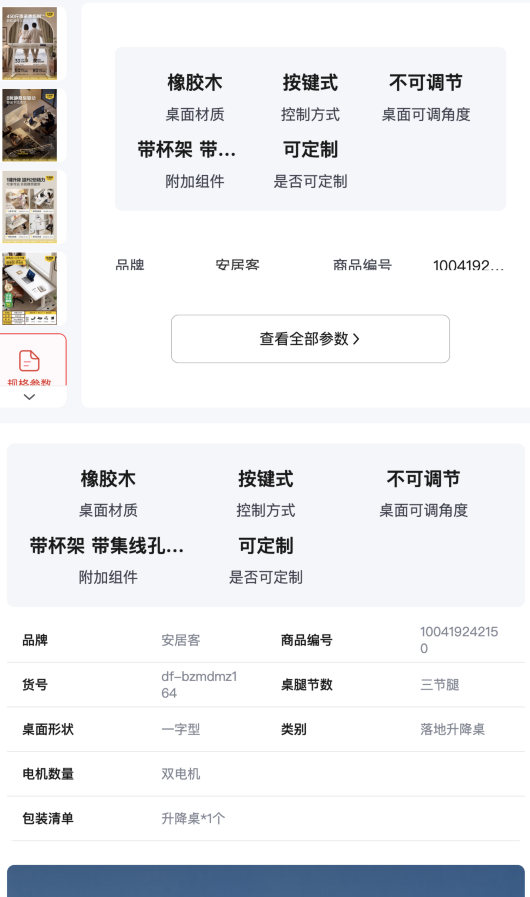 橡胶木 按键式 不可调节
桌面材质 控制方式 桌面可调角度
带杯架 带... 可定制
附加组件 是否可定制
品牌 安居客 商品编号 1004192...
查看全部参数 >
规格参数
橡胶木 按键式 不可调节
桌面材质 控制方式 桌面可调角度
带杯架 带集线孔... 可定制
附加组件 是否可定制
品牌 安居客 商品编号 10041924215
0
货号 df-bzmdmz1
64 桌腿节数 三节腿
桌面形状 一字型 类别 落地升降桌
电机数量 双电机
包装清单 升降桌*1个